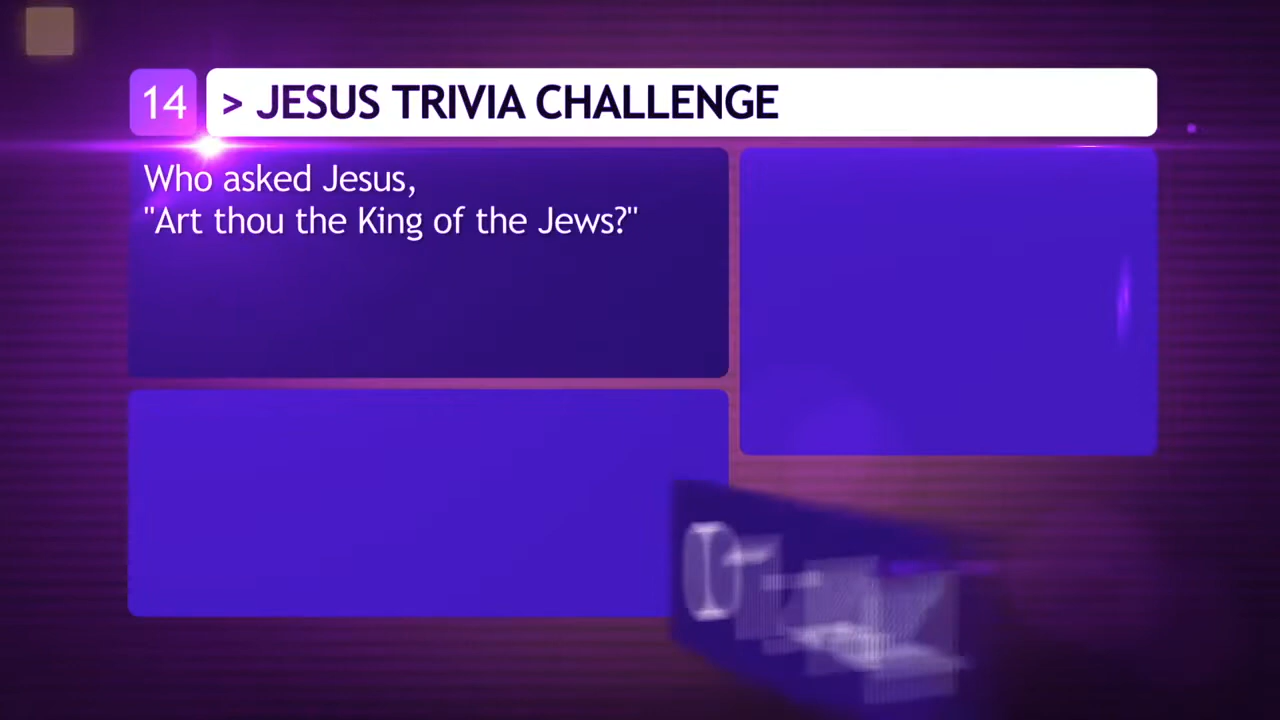 14 > JESUS TRIVIA CHALLENGE
Who asked Jesus,
"Art thou the King of the Jews?"